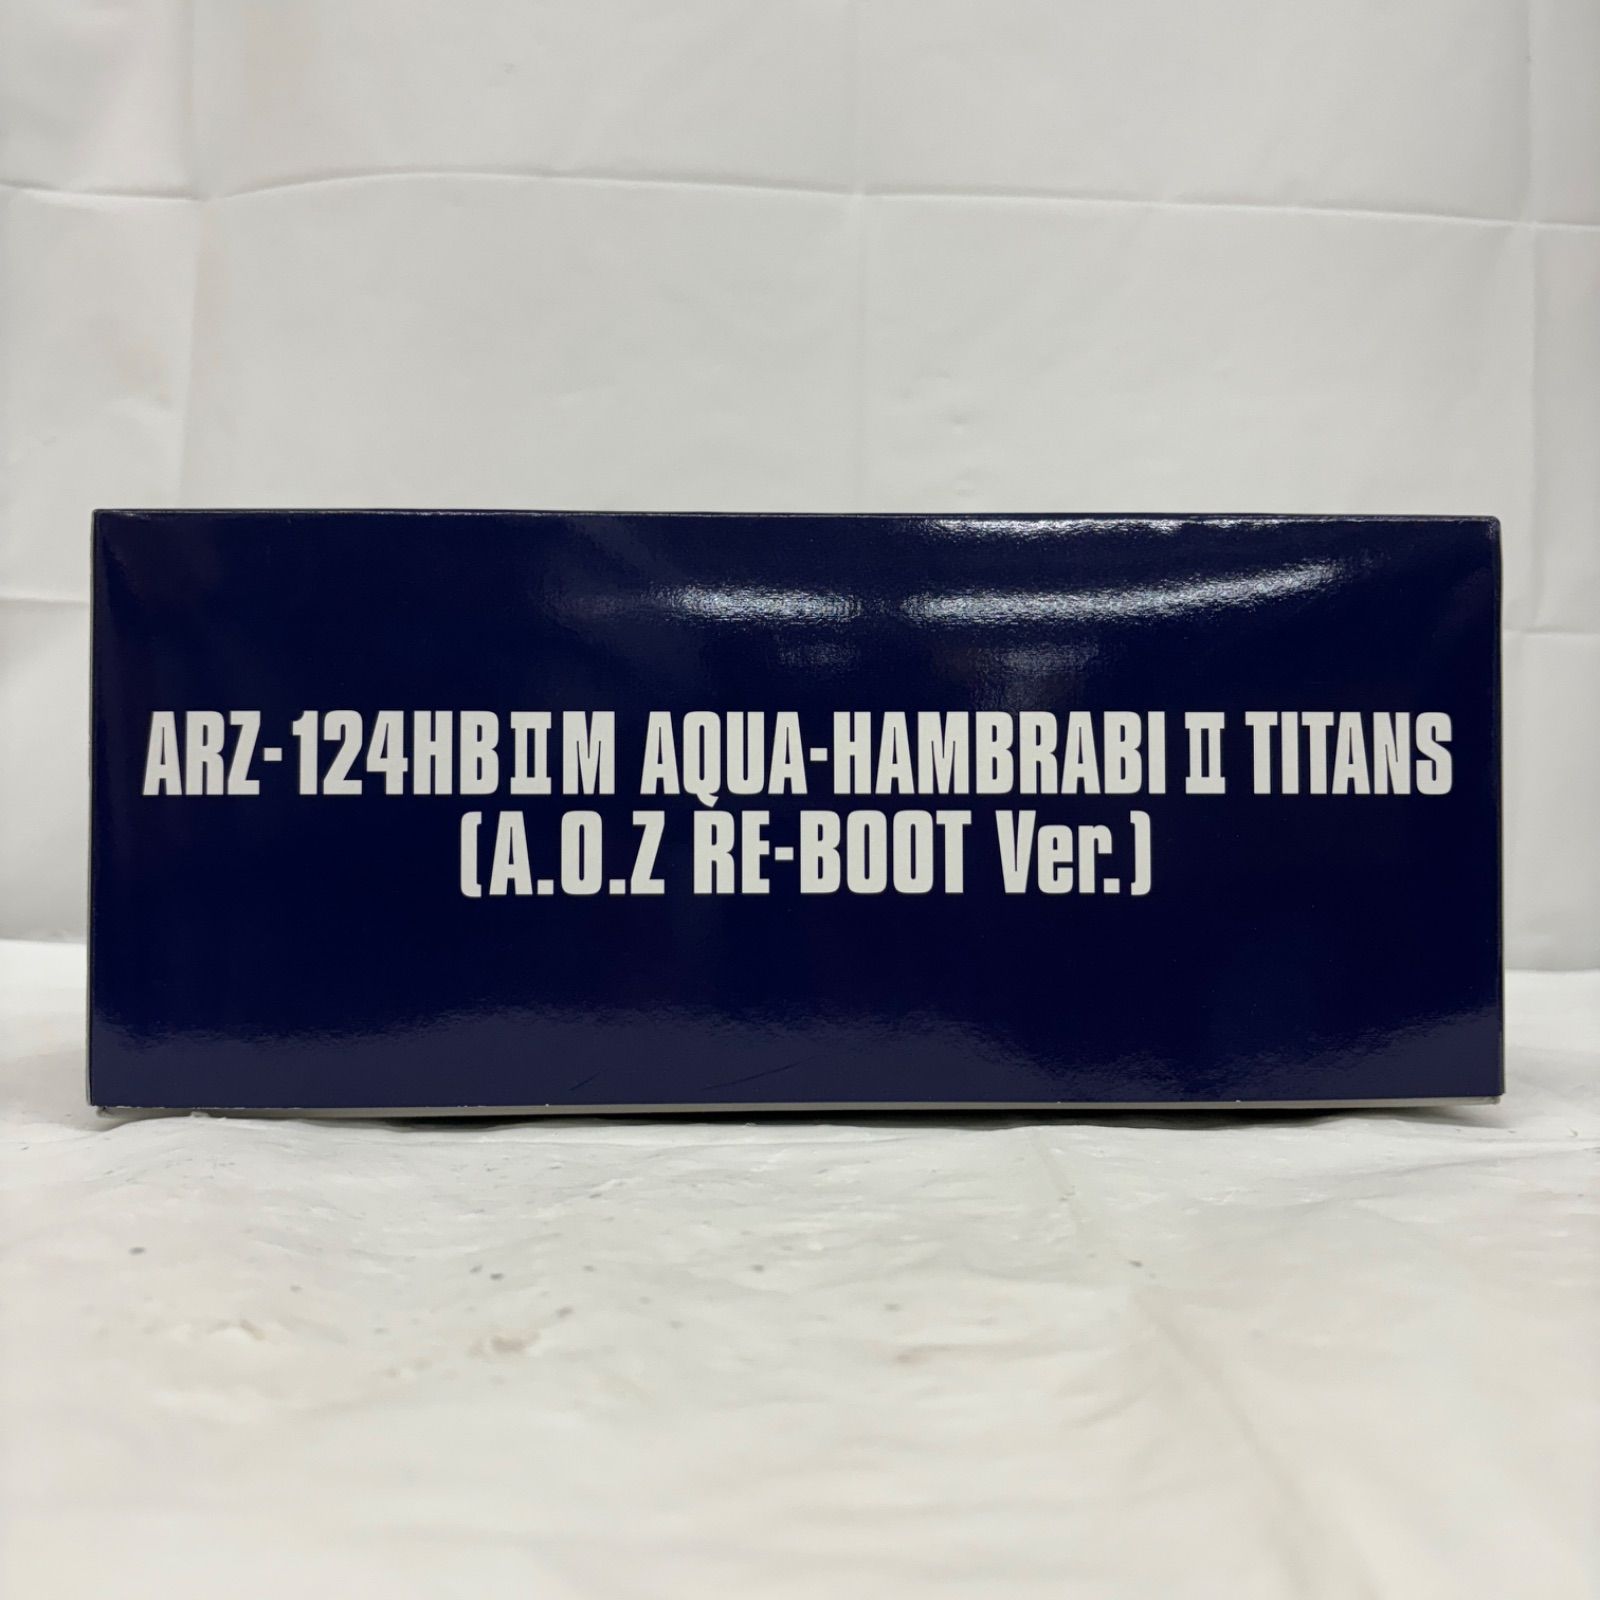 ARZ-124HBⅡM AQUA-HAMBRABI Ⅱ TITANS
(A.O.Z RE-BOOT Ver.)